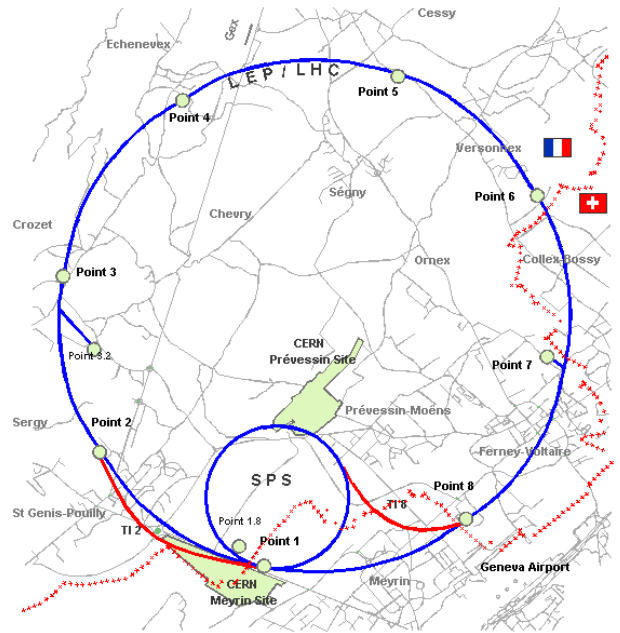 Cessy
Gex
Echenevex
LEP/LHC
Point 5
Point 4
Versonnex
Ségny
Point 6
Chevry
Crozet
Ornex
Collex-Bossy
Point 3
CERN
Prévessin Site
Point 3.2
Point 7
Prévessin-Moëns
Point 2
Sergy
Ferney-Voltaire
SPS
Point 8
TI 8
St Genis-Pouilly
Point 1.8
TI 2
Point 1
Geneva Airport
CERN
Meyrin Site
Meyrin